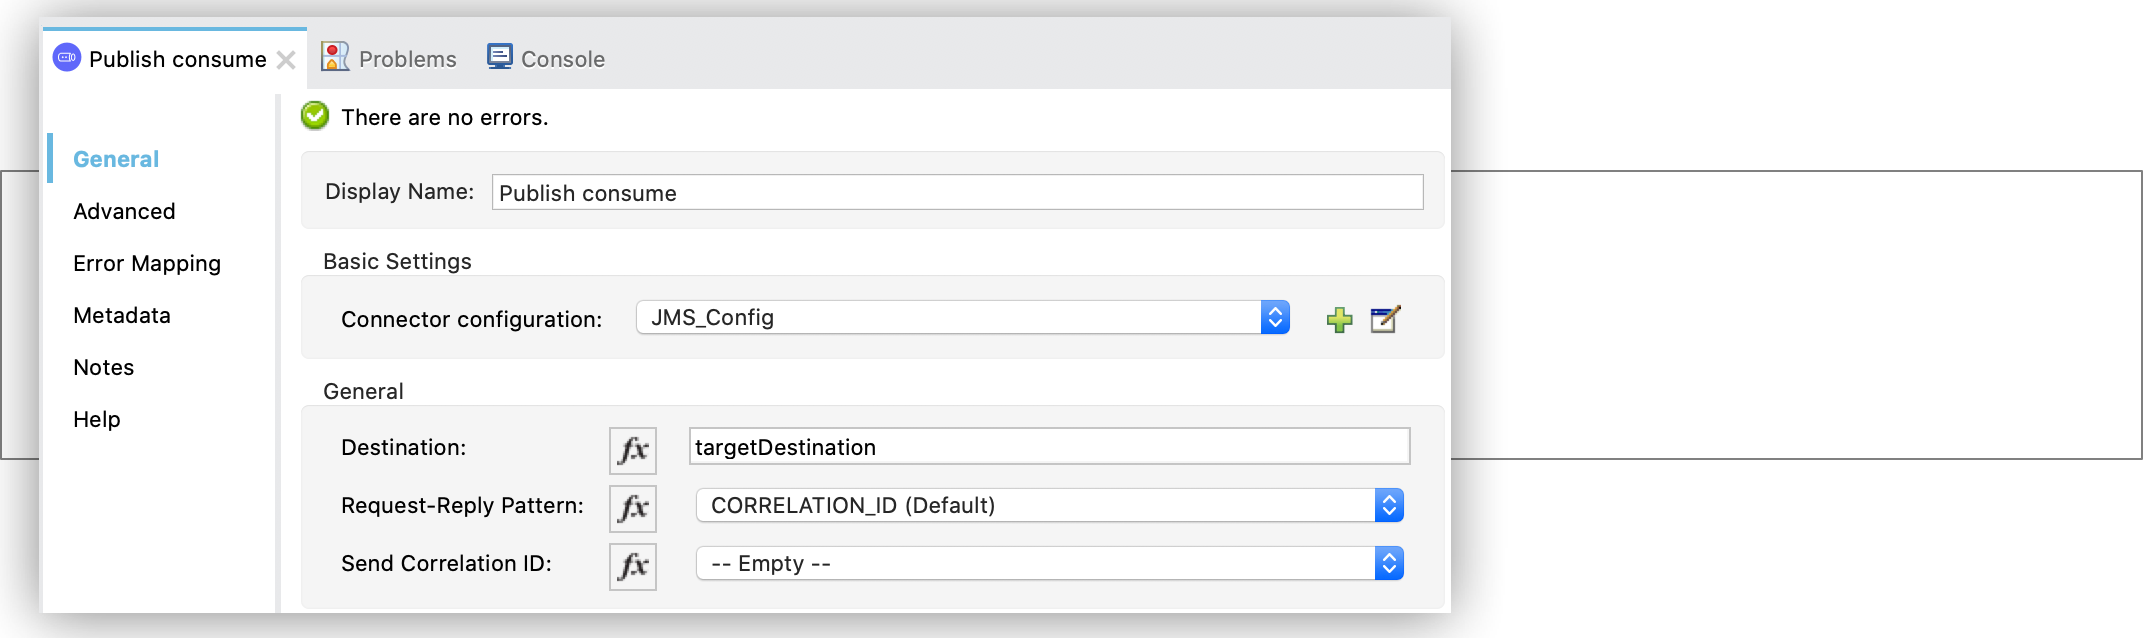 Publish consume
Problems
Console
There are no errors.
General
Advanced
Error Mapping
Metadata
Notes
Help
Display Name: Publish consume
Basic Settings
Connector configuration: JMS_Config
General
Destination: fx targetDestination
Request-Reply Pattern: fx CORRELATION_ID (Default)
Send Correlation ID: fx -- Empty --